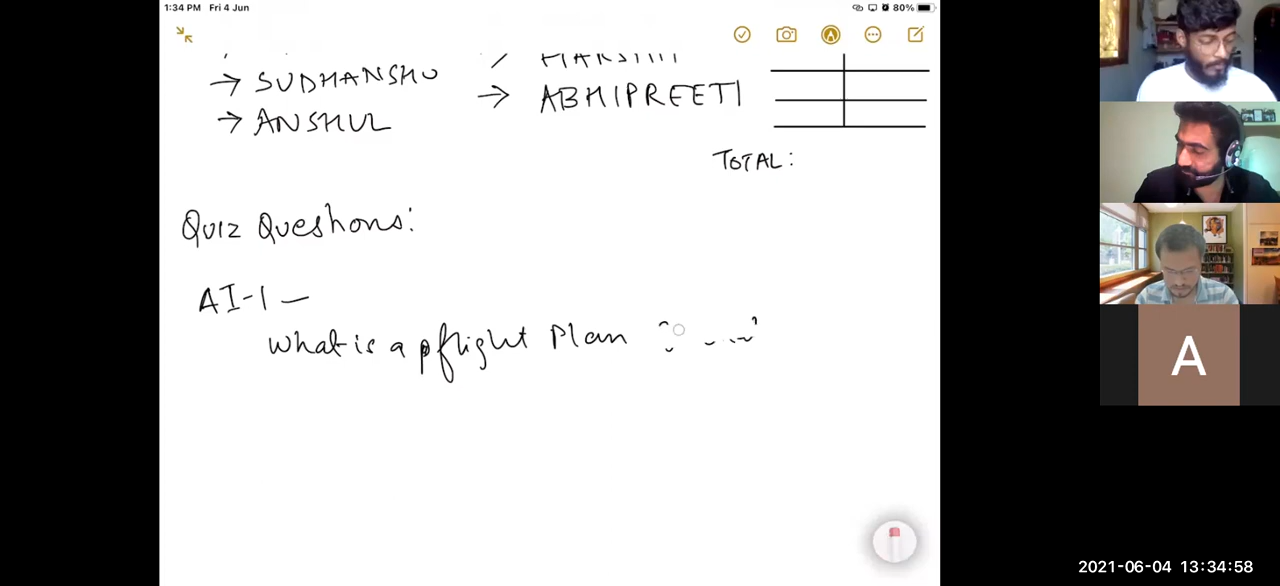 1:34 PM Fri 4 Jun 80%
→ SUDHANSHU
→ ABHIPREETI
→ ANSHUL
TOTAL:
Quiz Questions:
AI-1 —
What is a flight Plan
A
2021-06-04 13:34:58